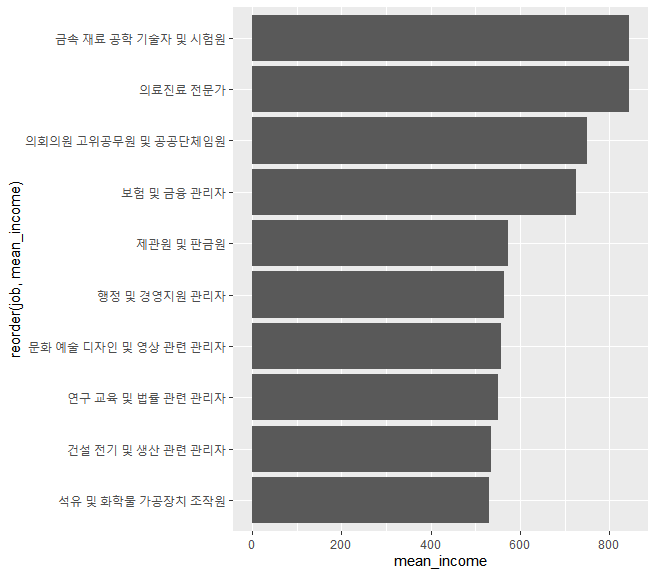 금속 재료 공학 기술자 및 시험원
의료진료 전문가
의회의원 고위공무원 및 공공단체임원
보험 및 금융 관리자
제관원 및 판금원
행정 및 경영지원 관리자
문화 예술 디자인 및 영상 관련 관리자
연구 교육 및 법률 관련 관리자
건설 전기 및 생산 관련 관리자
석유 및 화학물 가공장치 조작원
reorder(job, mean_income)
0 200 400 600 800
mean_income